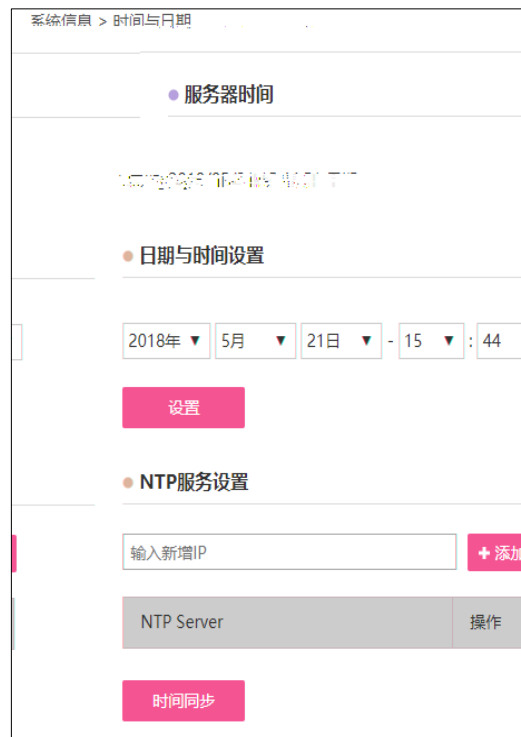 系统信息 > 时间与日期
服务器时间
日期与时间设置
2018年 5月 21日 - 15 : 44
设置
NTP服务设置
输入新增IP 添加
NTP Server 操作
时间同步